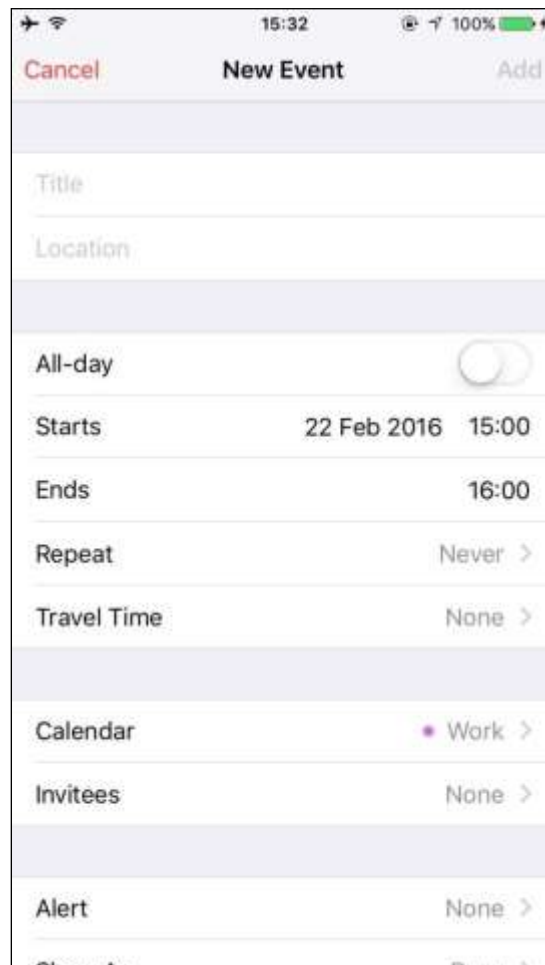 15:32 100%
Cancel New Event Add
Title
Location
All-day
Starts 22 Feb 2016 15:00
Ends 16:00
Repeat Never >
Travel Time None >
Calendar Work >
Invitees None >
Alert None >